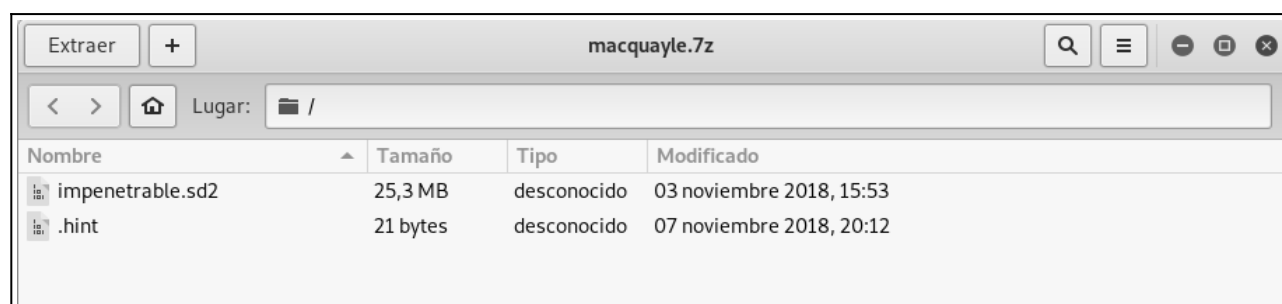 Extraer + macquayle.7z
Lugar: /
Nombre Tamaño Tipo Modificado
impenetrable.sd2 25,3 MB desconocido 03 noviembre 2018, 15:53
.hint 21 bytes desconocido 07 noviembre 2018, 20:12